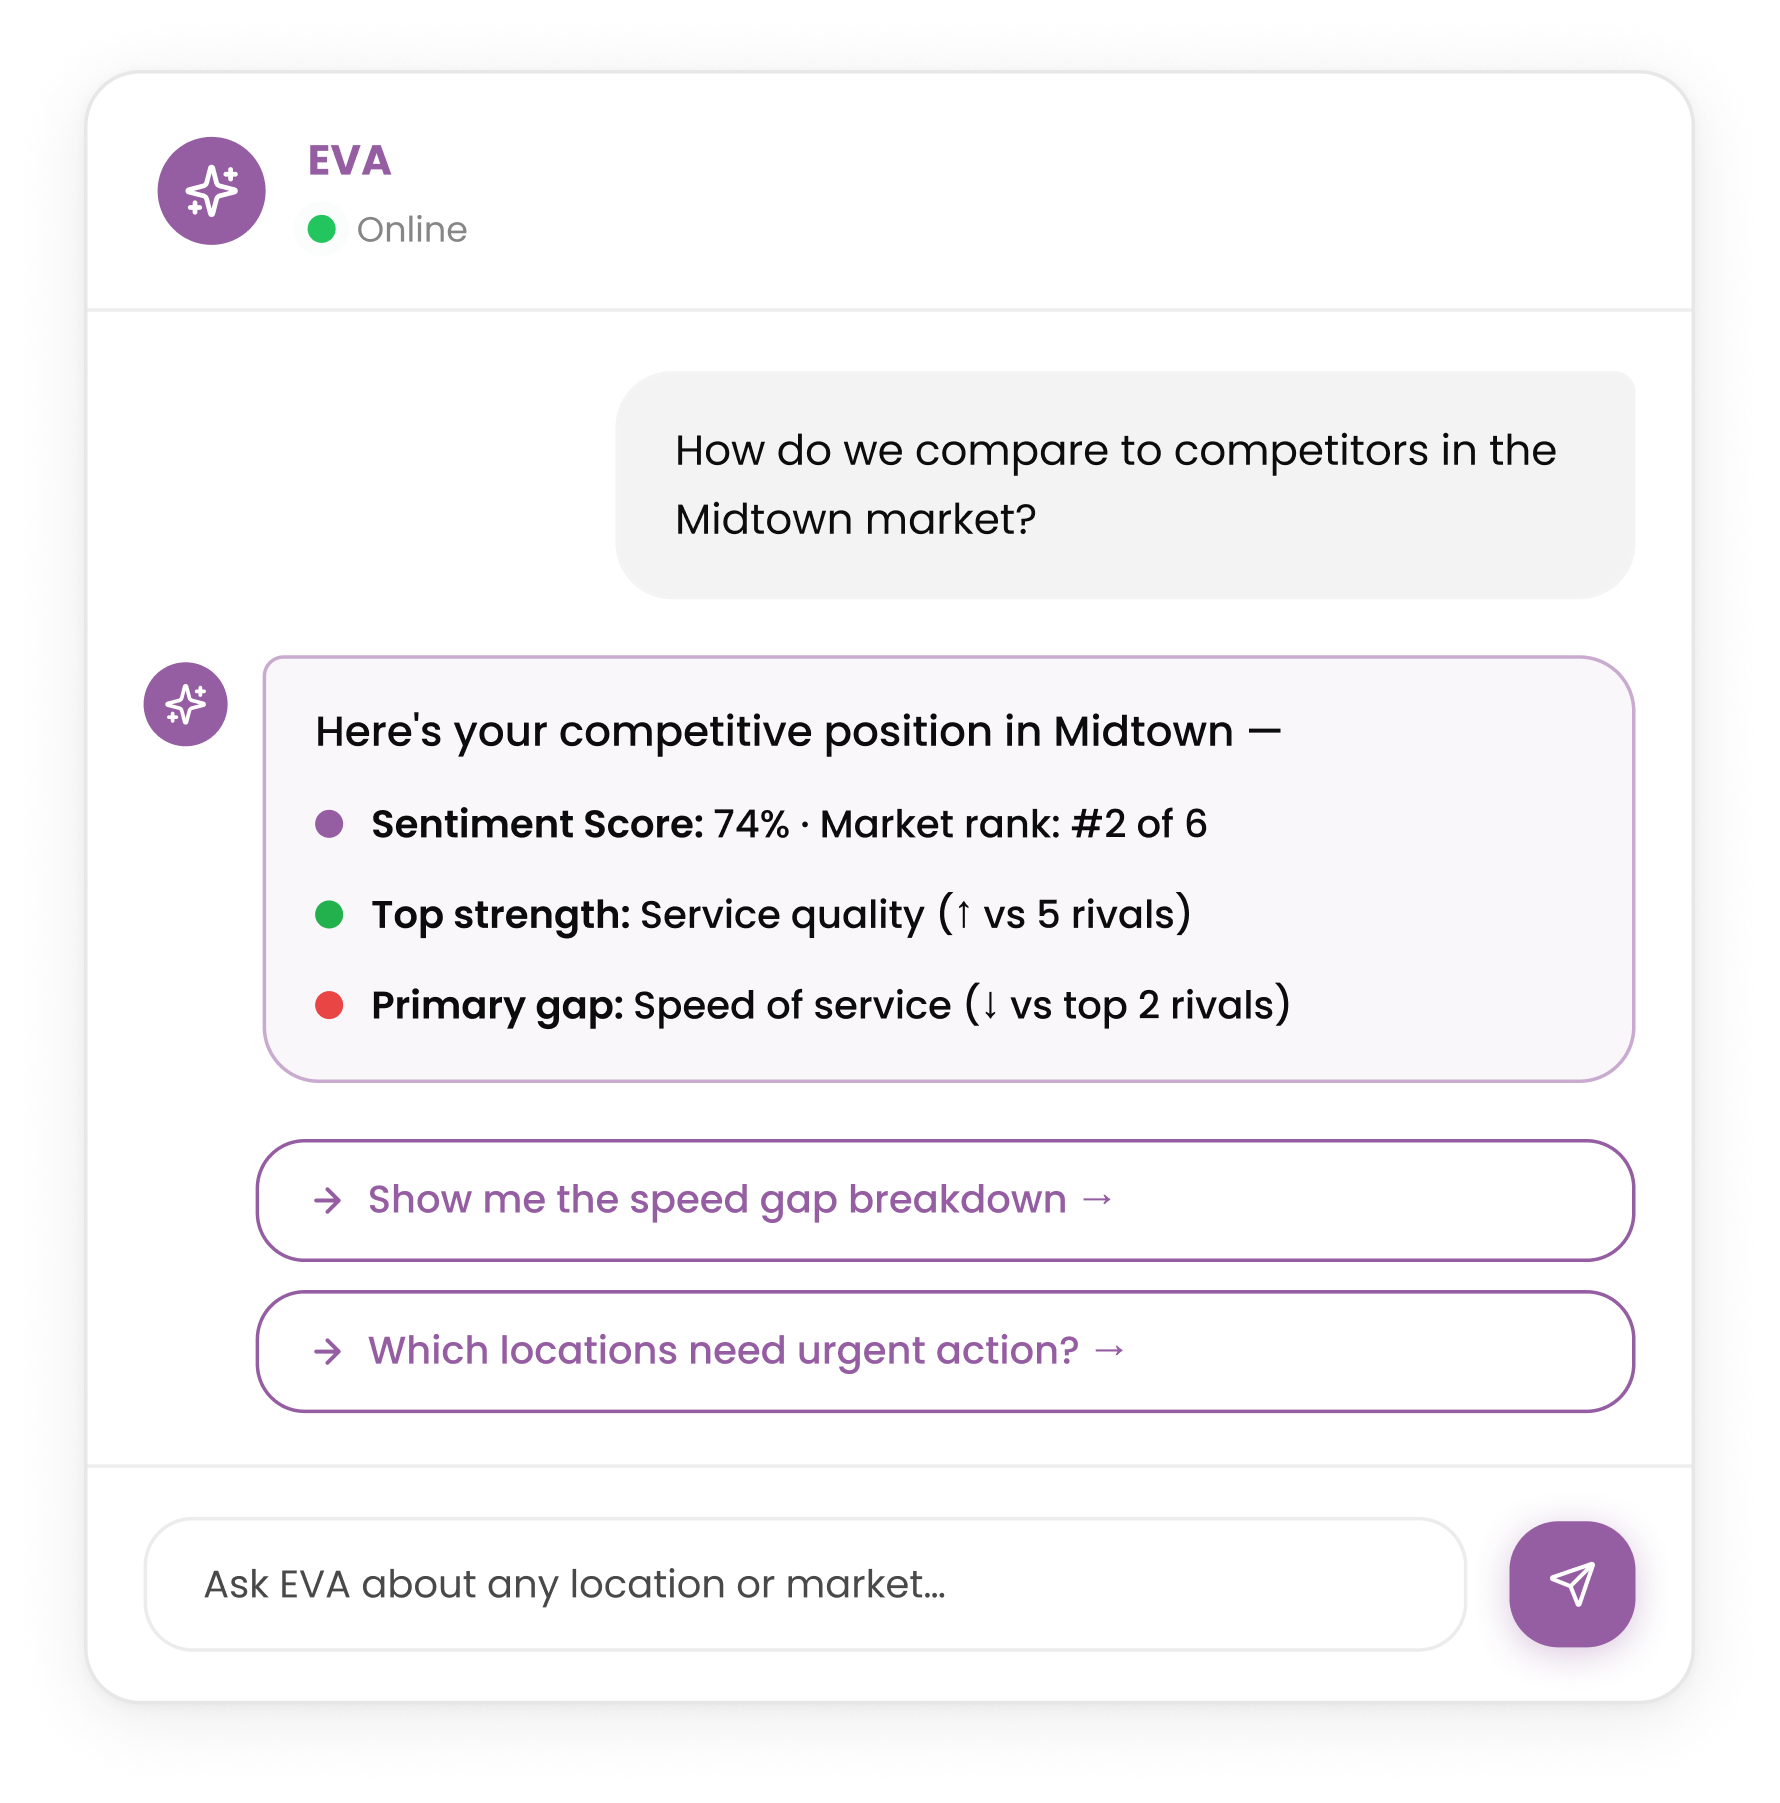 EVA
Online
How do we compare to competitors in the
Midtown market?
Here's your competitive position in Midtown —
Sentiment Score: 74% · Market rank: #2 of 6
Top strength: Service quality (↑ vs 5 rivals)
Primary gap: Speed of service (↓ vs top 2 rivals)
→ Show me the speed gap breakdown →
→ Which locations need urgent action? →
Ask EVA about any location or market...